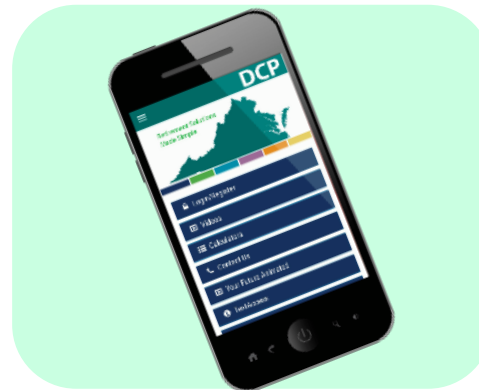 DCP
Retirement Solutions
Made Simple
Login/Register
Videos
Calculators
Contact Us
Your Future Animated